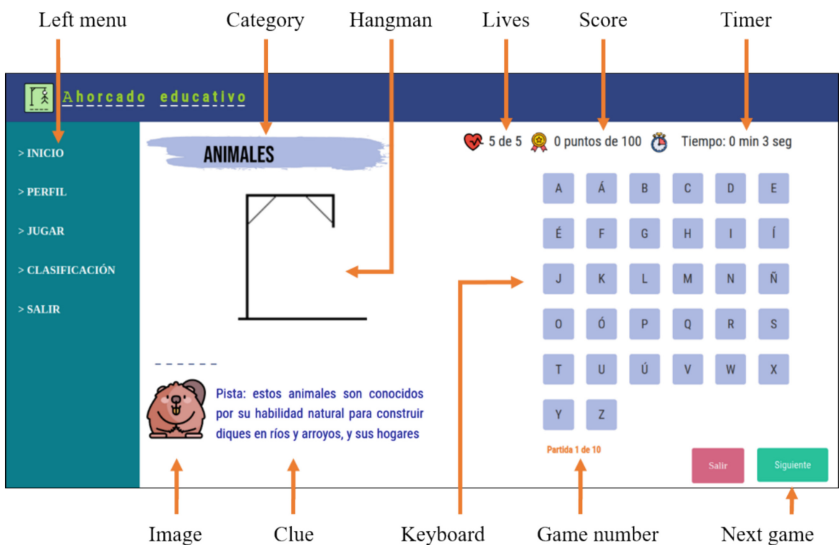 Left menu Category Hangman Lives Score Timer
Ahorcado educativo
> INICIO
> PERFIL
> JUGAR
> CLASIFICACIÓN
> SALIR
ANIMALES
5 de 5 0 puntos de 100 Tiempo: 0 min 3 seg
Pista: estos animales son conocidos
por su habilidad natural para construir
diques en ríos y arroyos, y sus hogares
A Á B C D E
É F G H I Í
J K L M N Ñ
O Ó P Q R S
T U Ú V W X
Y Z
Partida 1 de 10
Salir Siguiente
Image Clue Keyboard Game number Next game